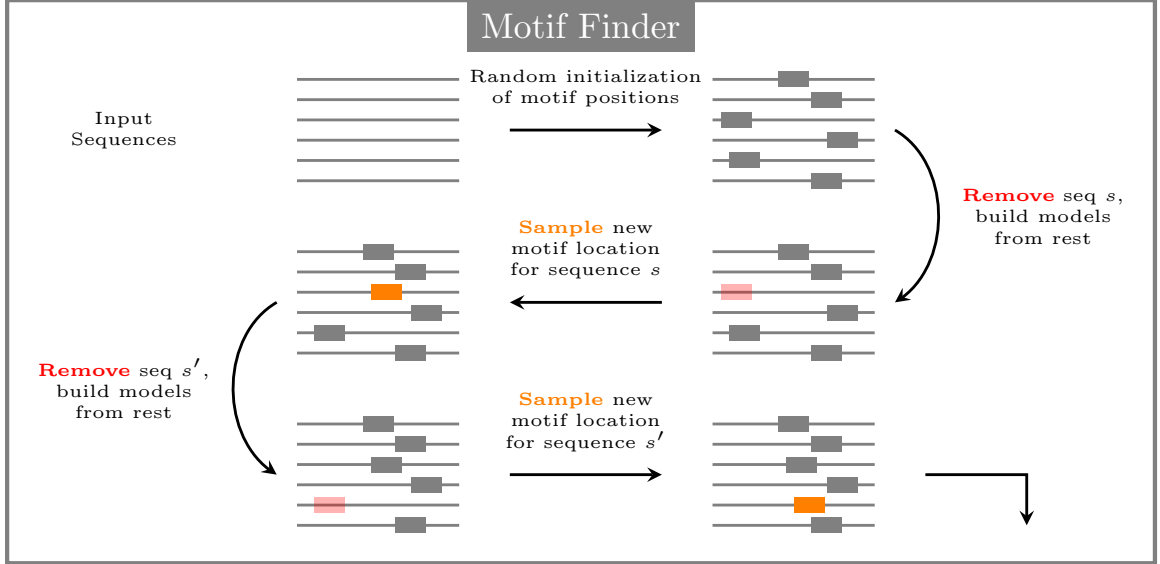 Motif Finder
Input
Sequences
Random initialization
of motif positions
Remove seq s,
build models
from rest
Sample new
motif location
for sequence s
Remove seq s′,
build models
from rest
Sample new
motif location
for sequence s′